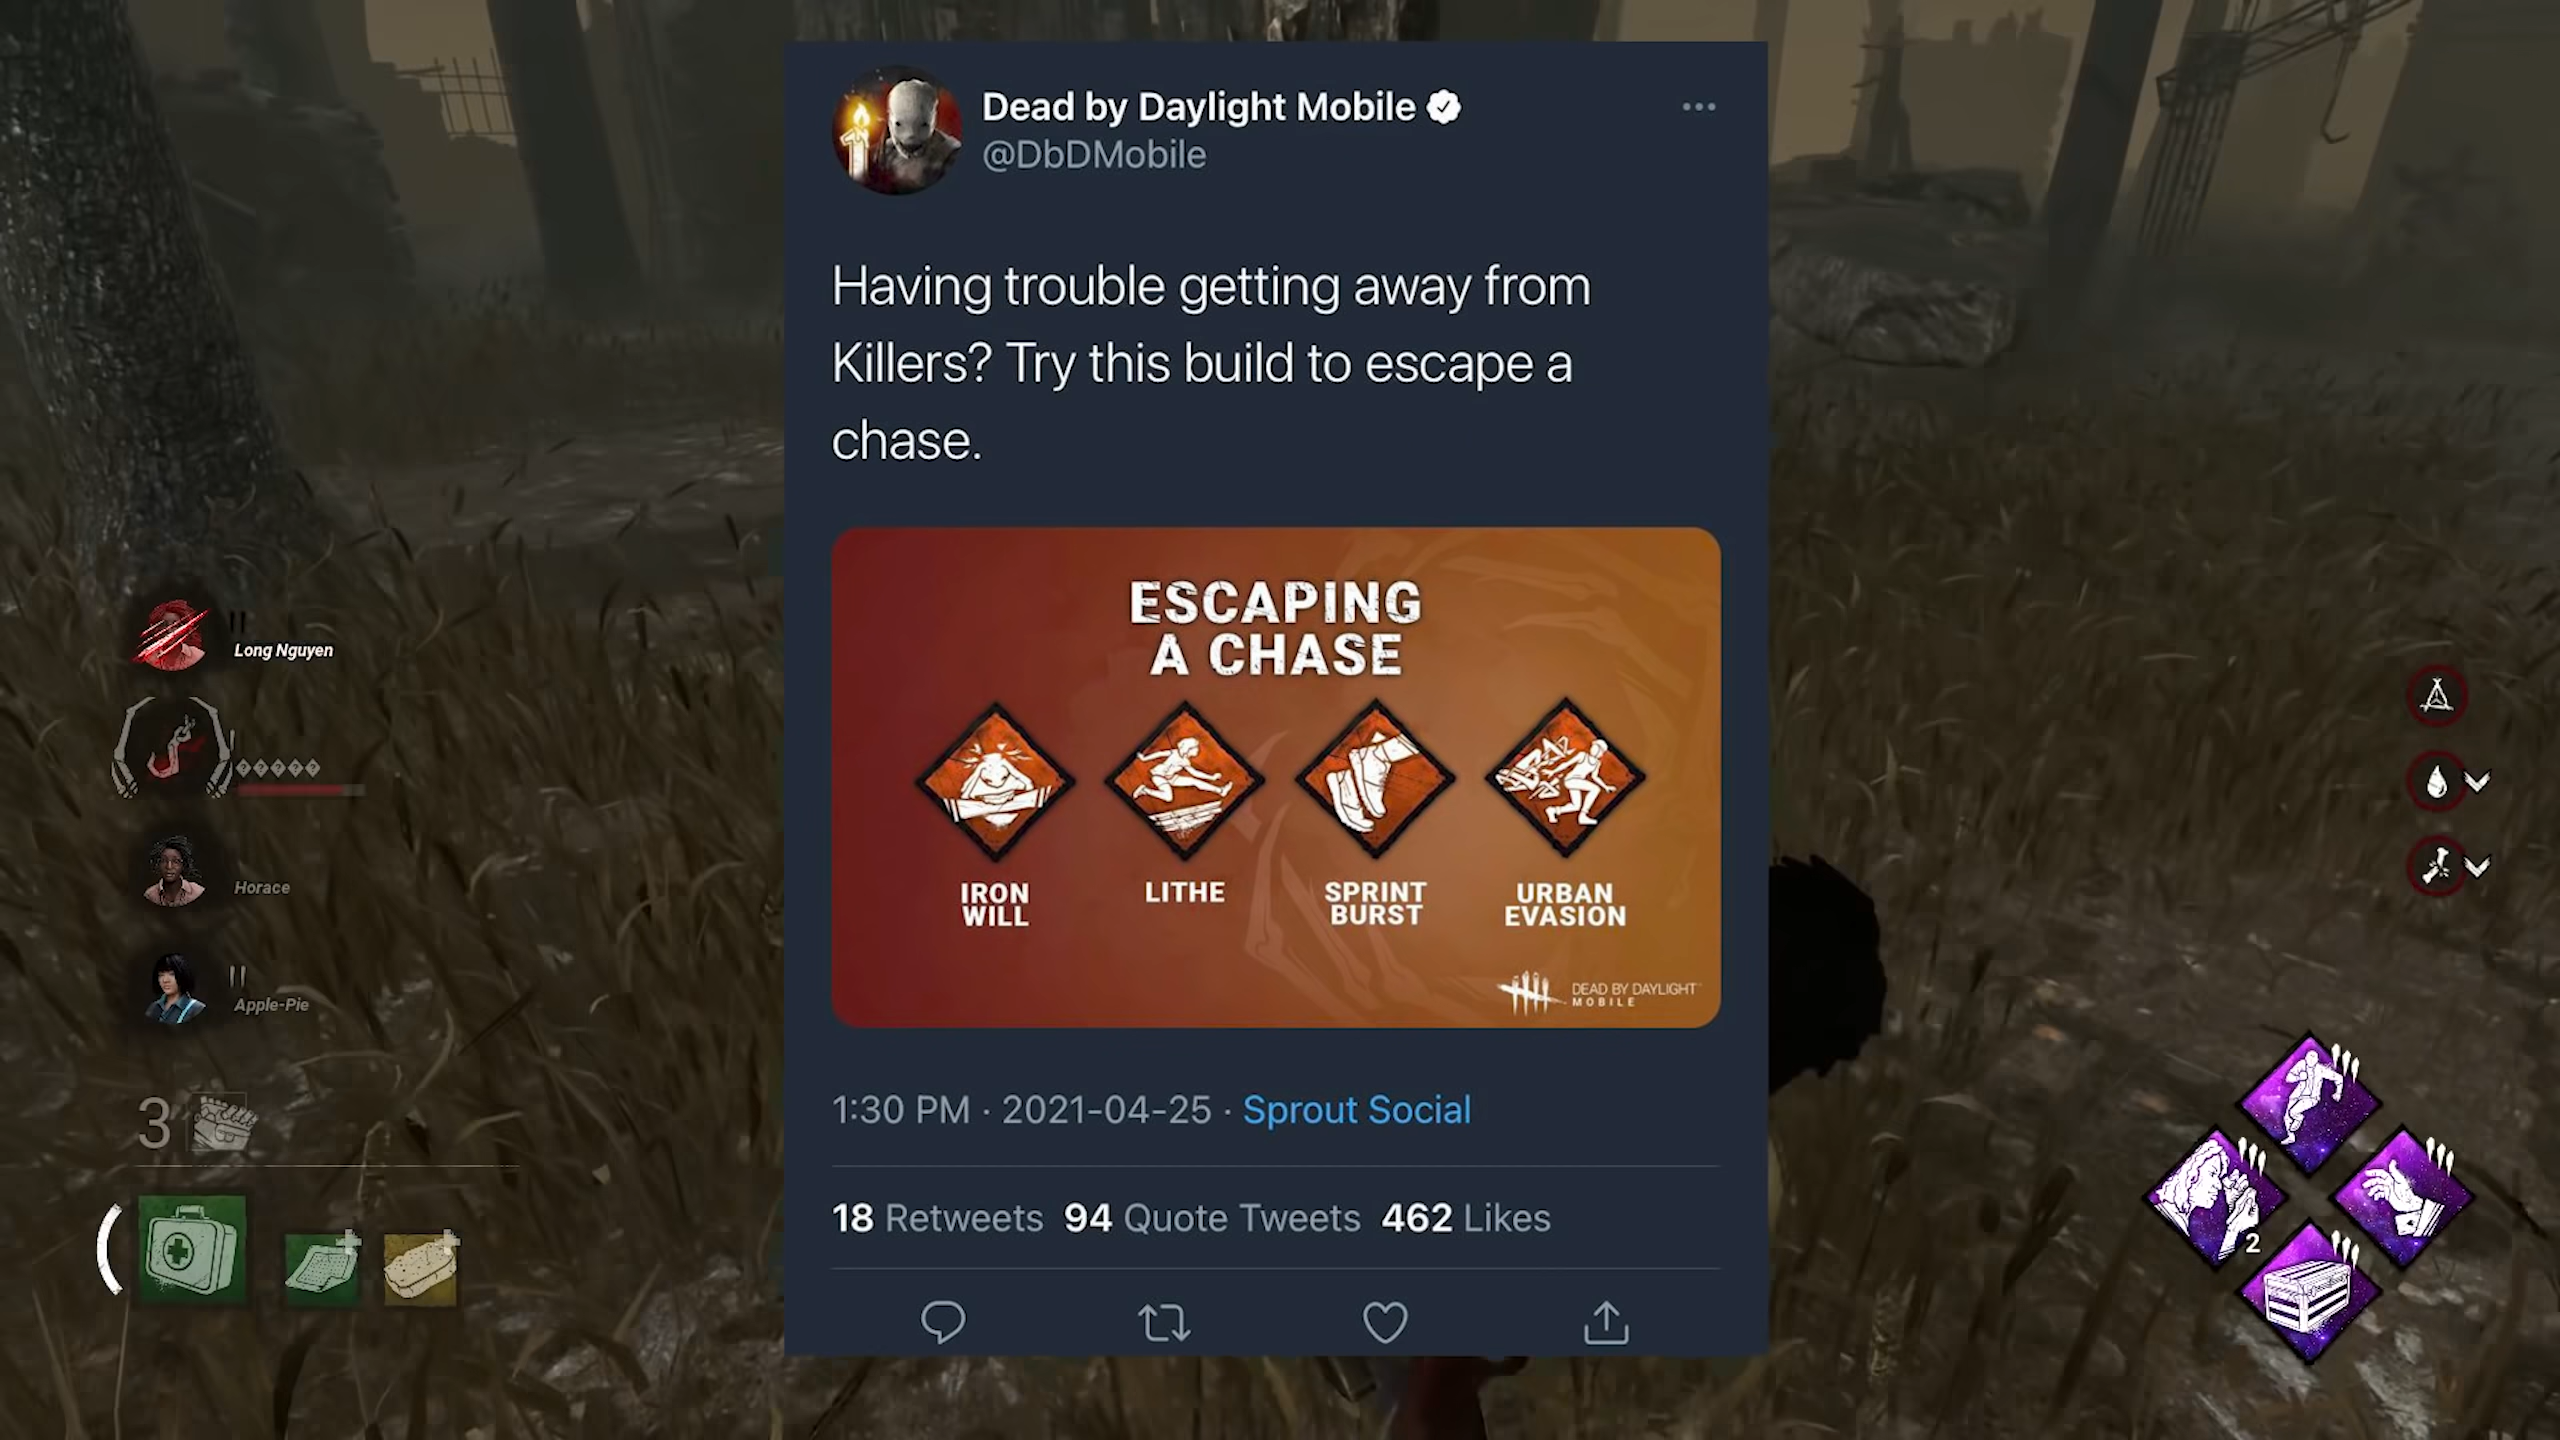 Dead by Daylight Mobile
@DbDMobile
Having trouble getting away from
Killers? Try this build to escape a
chase.
ESCAPING
A CHASE
IRON
WILL
LITHE
SPRINT
BURST
URBAN
EVASION
DEAD BY DAYLIGHT
MOBILE
1:30 PM · 2021-04-25 · Sprout Social
18 Retweets 94 Quote Tweets 462 Likes
Long Nguyen
�����
Horace
Apple-Pie
3
2